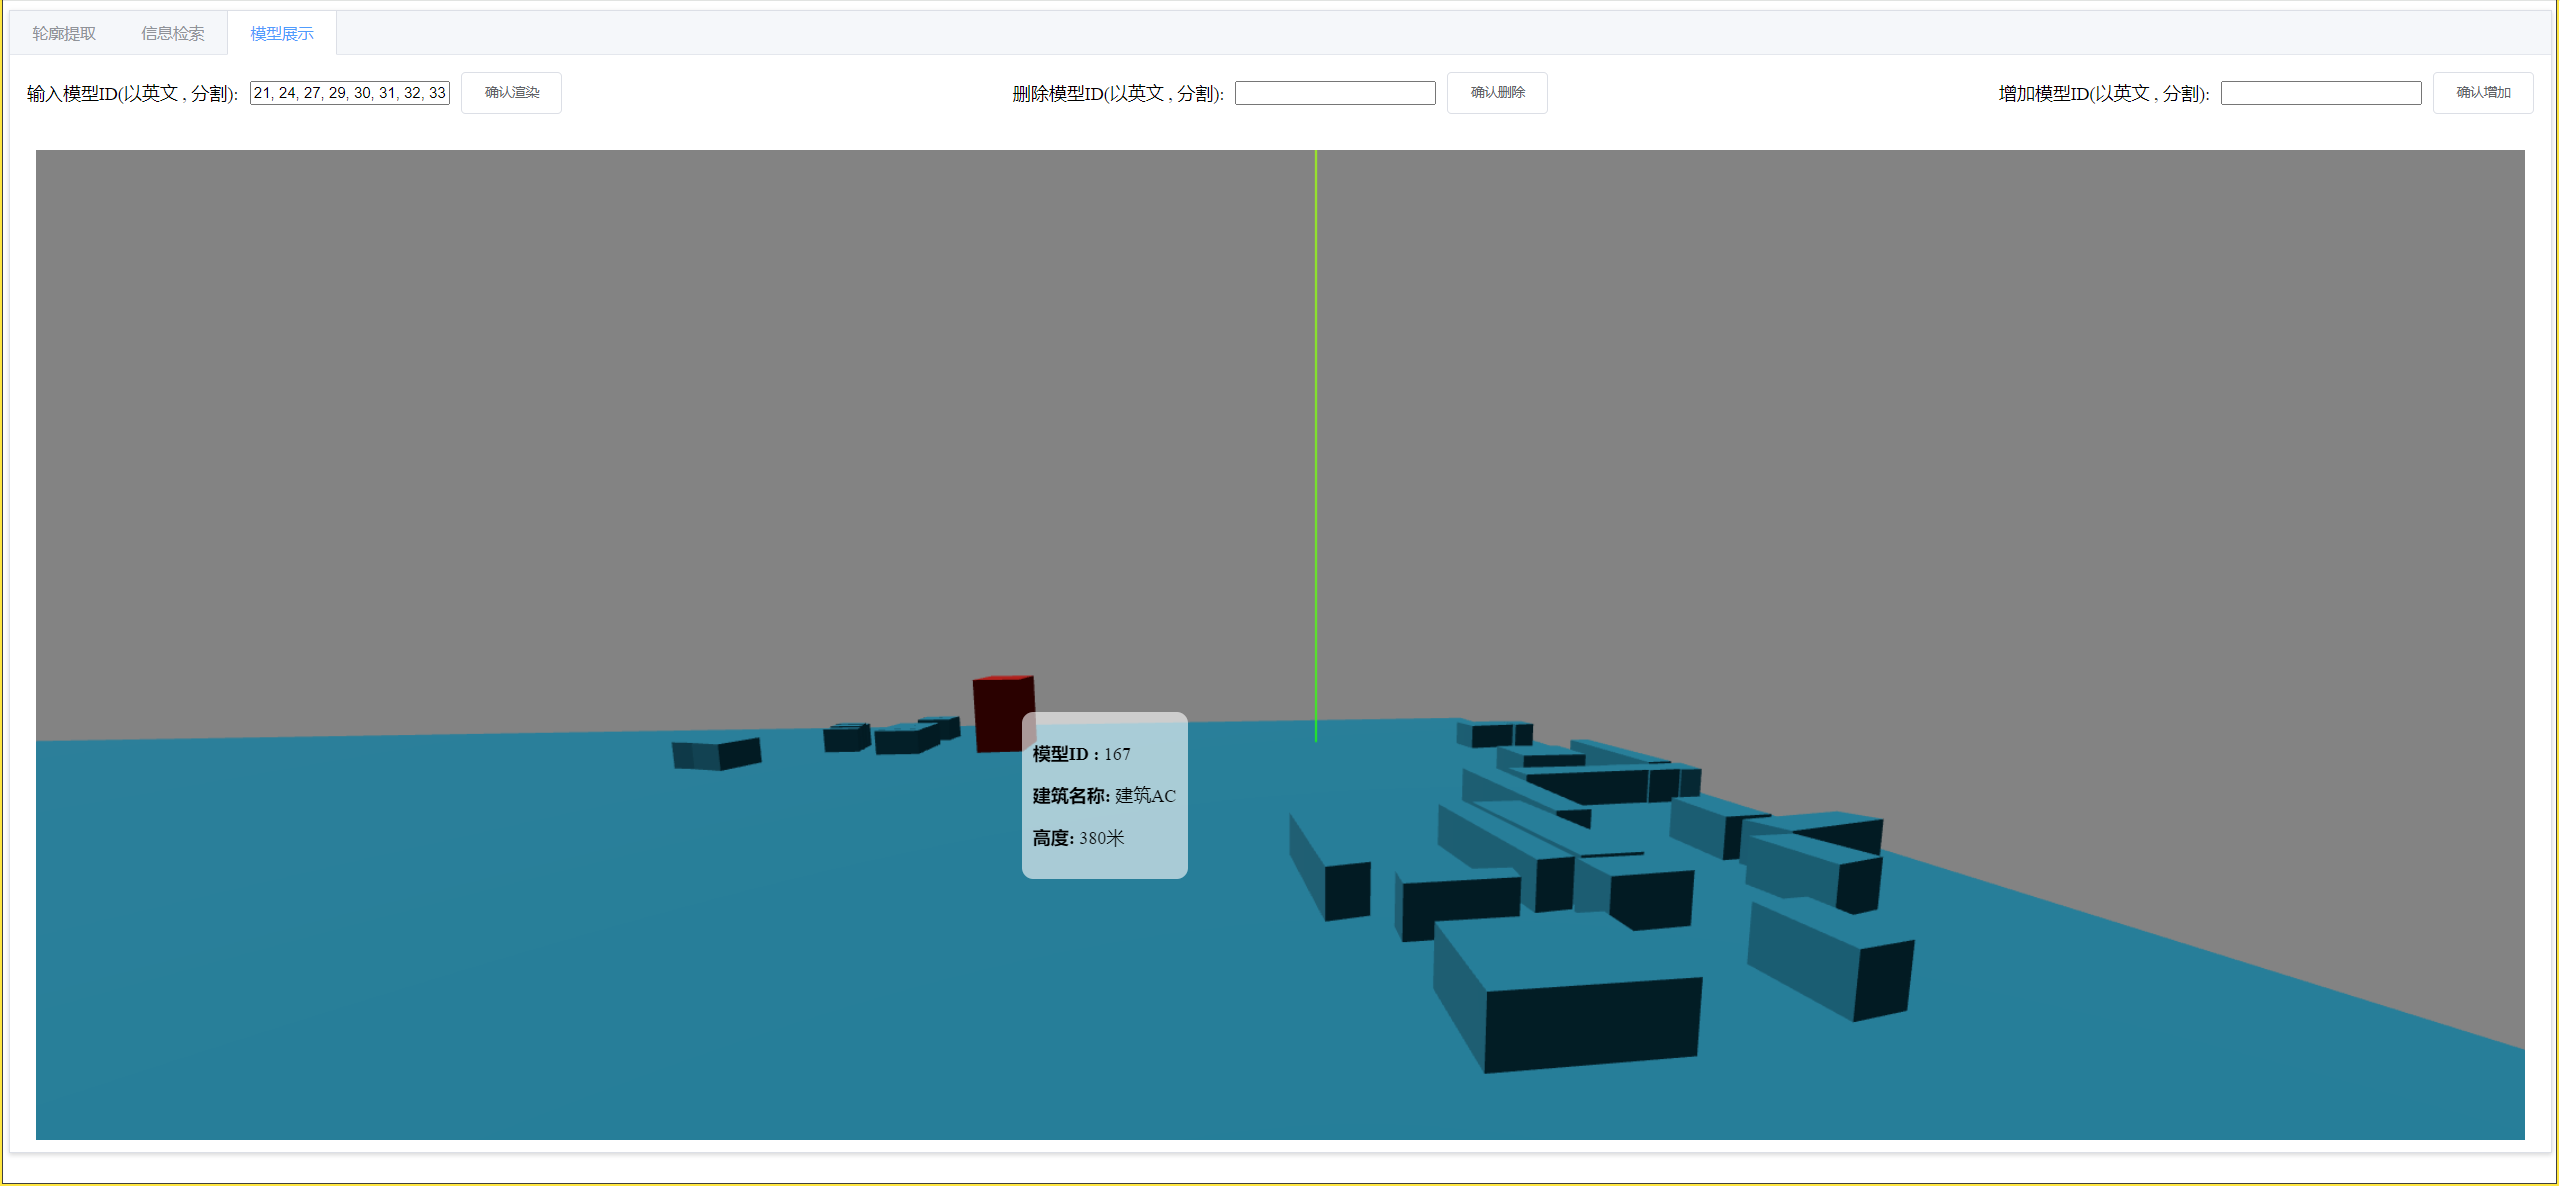 轮廓提取 信息检索 模型展示
输入模型ID(以英文 , 分割): 21, 24, 27, 29, 30, 31, 32, 33 确认渲染 删除模型ID(以英文 , 分割): 确认删除 增加模型ID(以英文 , 分割): 确认增加
模型ID : 167
建筑名称: 建筑AC
高度: 380米